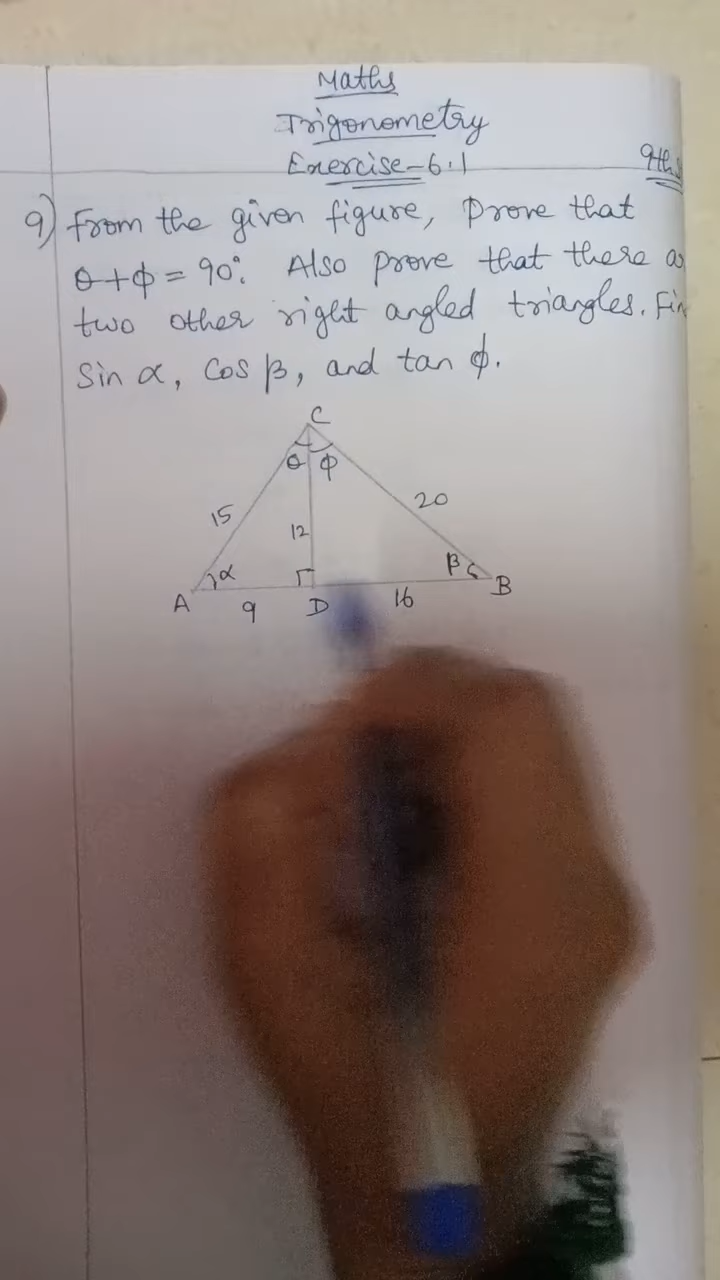 Maths
Trigonometry
Exercise-6.1
9th
9) From the given figure, prove that
θ+φ = 90°. Also prove that there
two other right angled triangles.
Sin α, Cos β, and tan φ.
C
θ φ
15
20
12
α
β
A
B
9
D
16